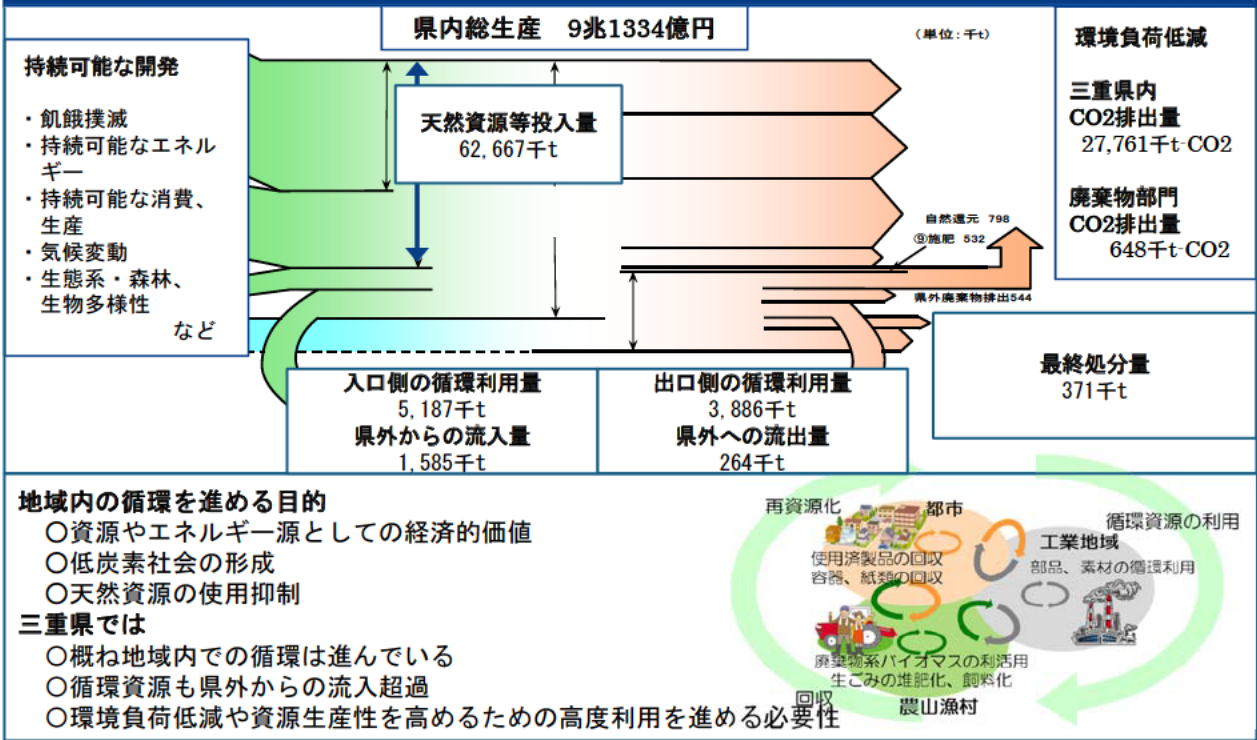 県内総生産　9兆1334億円
(単位：千t)
持続可能な開発
・飢餓撲滅
・持続可能なエネル
ギー
・持続可能な消費、
生産
・気候変動
・生態系・森林、
生物多様性
など
天然資源等投入量
62,667千t
環境負荷低減
三重県内
CO2排出量
27,761千t-CO2
廃棄物部門
CO2排出量
648千t-CO2
自然還元 798
⑨施肥 532
県外廃棄物排出544
入口側の循環利用量
5,187千t
県外からの流入量
1,585千t
出口側の循環利用量
3,886千t
県外への流出量
264千t
最終処分量
371千t
地域内の循環を進める目的
○資源やエネルギー源としての経済的価値
○低炭素社会の形成
○天然資源の使用抑制
三重県では
○概ね地域内での循環は進んでいる
○循環資源も県外からの流入超過
○環境負荷低減や資源生産性を高めるための高度利用を進める必要性
再資源化
都市
循環資源の利用
使用済製品の回収
容器、紙類の回収
工業地域
部品、素材の循環利用
廃棄物系バイオマスの利活用
生ごみの堆肥化、飼料化
回収
農山漁村